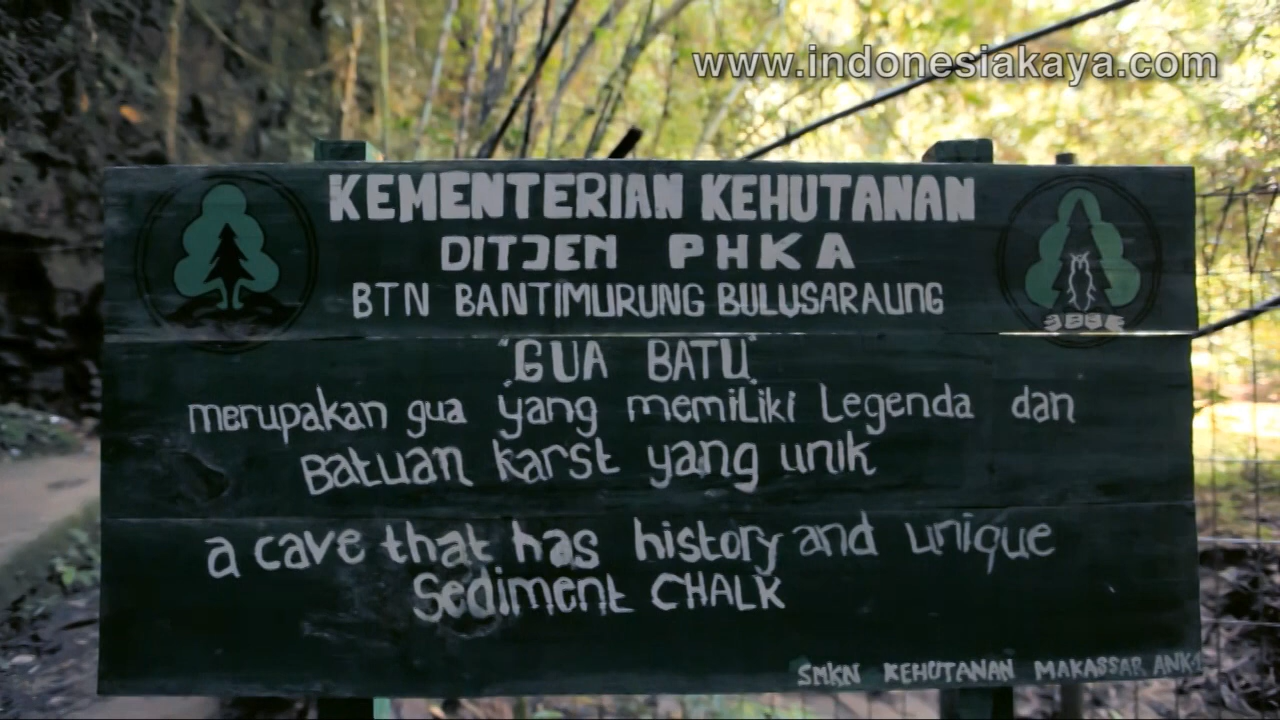 www.indonesiakaya.com
KEMENTERIAN KEHUTANAN
DITJEN PHKA
BTN BANTIMURUNG BULUSARAUNG
"GUA BATU"
merupakan gua yang memiliki Legenda dan
Batuan karst yang unik
a cave that has history and unique
Sediment CHALK
SMKN KEHUTANAN MAKASSAR